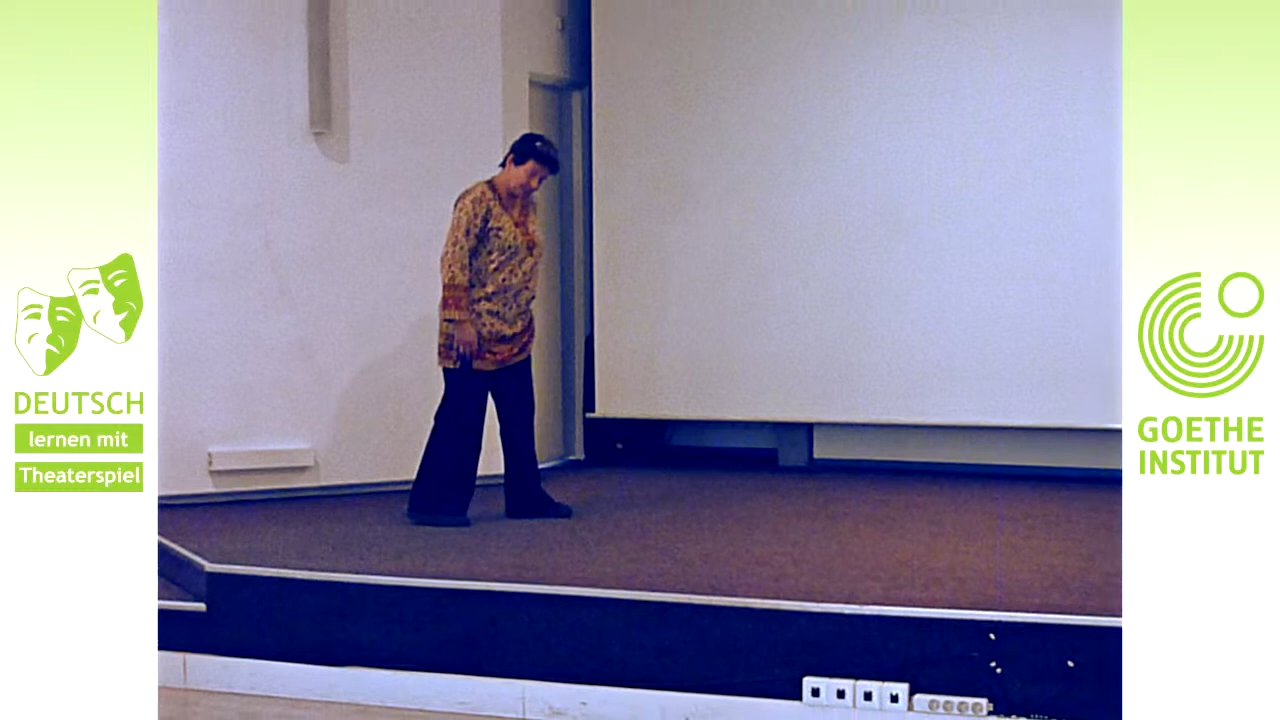 DEUTSCH
lernen mit
Theaterspiel
GOETHE
INSTITUT